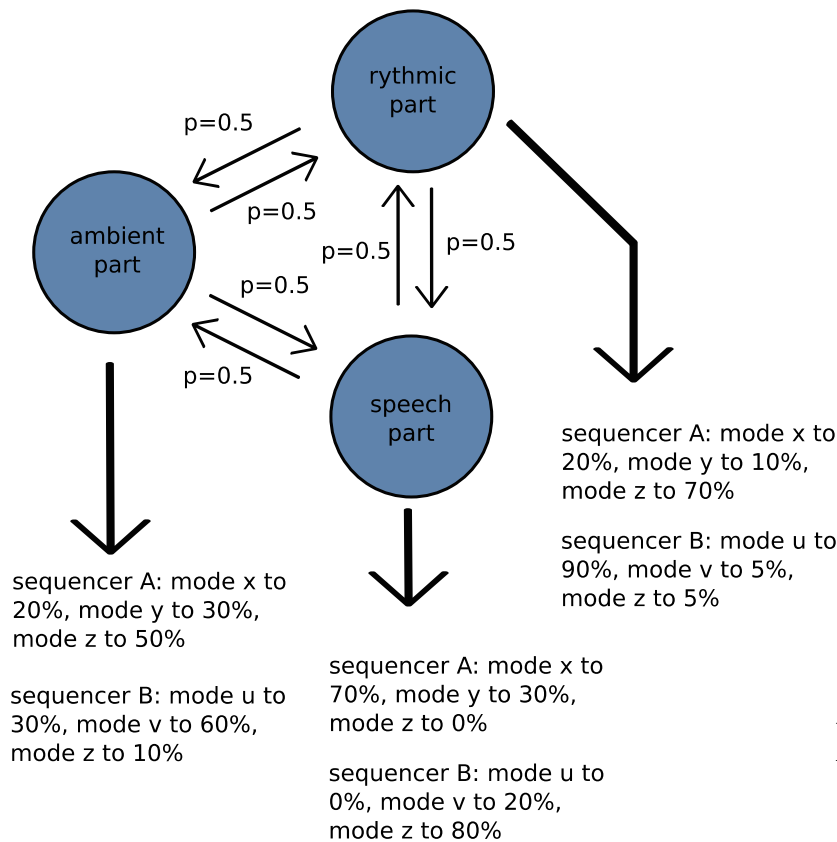 rythmic
part
p=0.5
p=0.5
ambient
part
p=0.5
p=0.5
p=0.5
p=0.5
speech
part
sequencer A: mode x to
20%, mode y to 10%,
mode z to 70%
sequencer B: mode u to
90%, mode v to 5%,
mode z to 5%
sequencer A: mode x to
20%, mode y to 30%,
mode z to 50%
sequencer B: mode u to
30%, mode v to 60%,
mode z to 10%
sequencer A: mode x to
70%, mode y to 30%,
mode z to 0%
sequencer B: mode u to
0%, mode v to 20%,
mode z to 80%